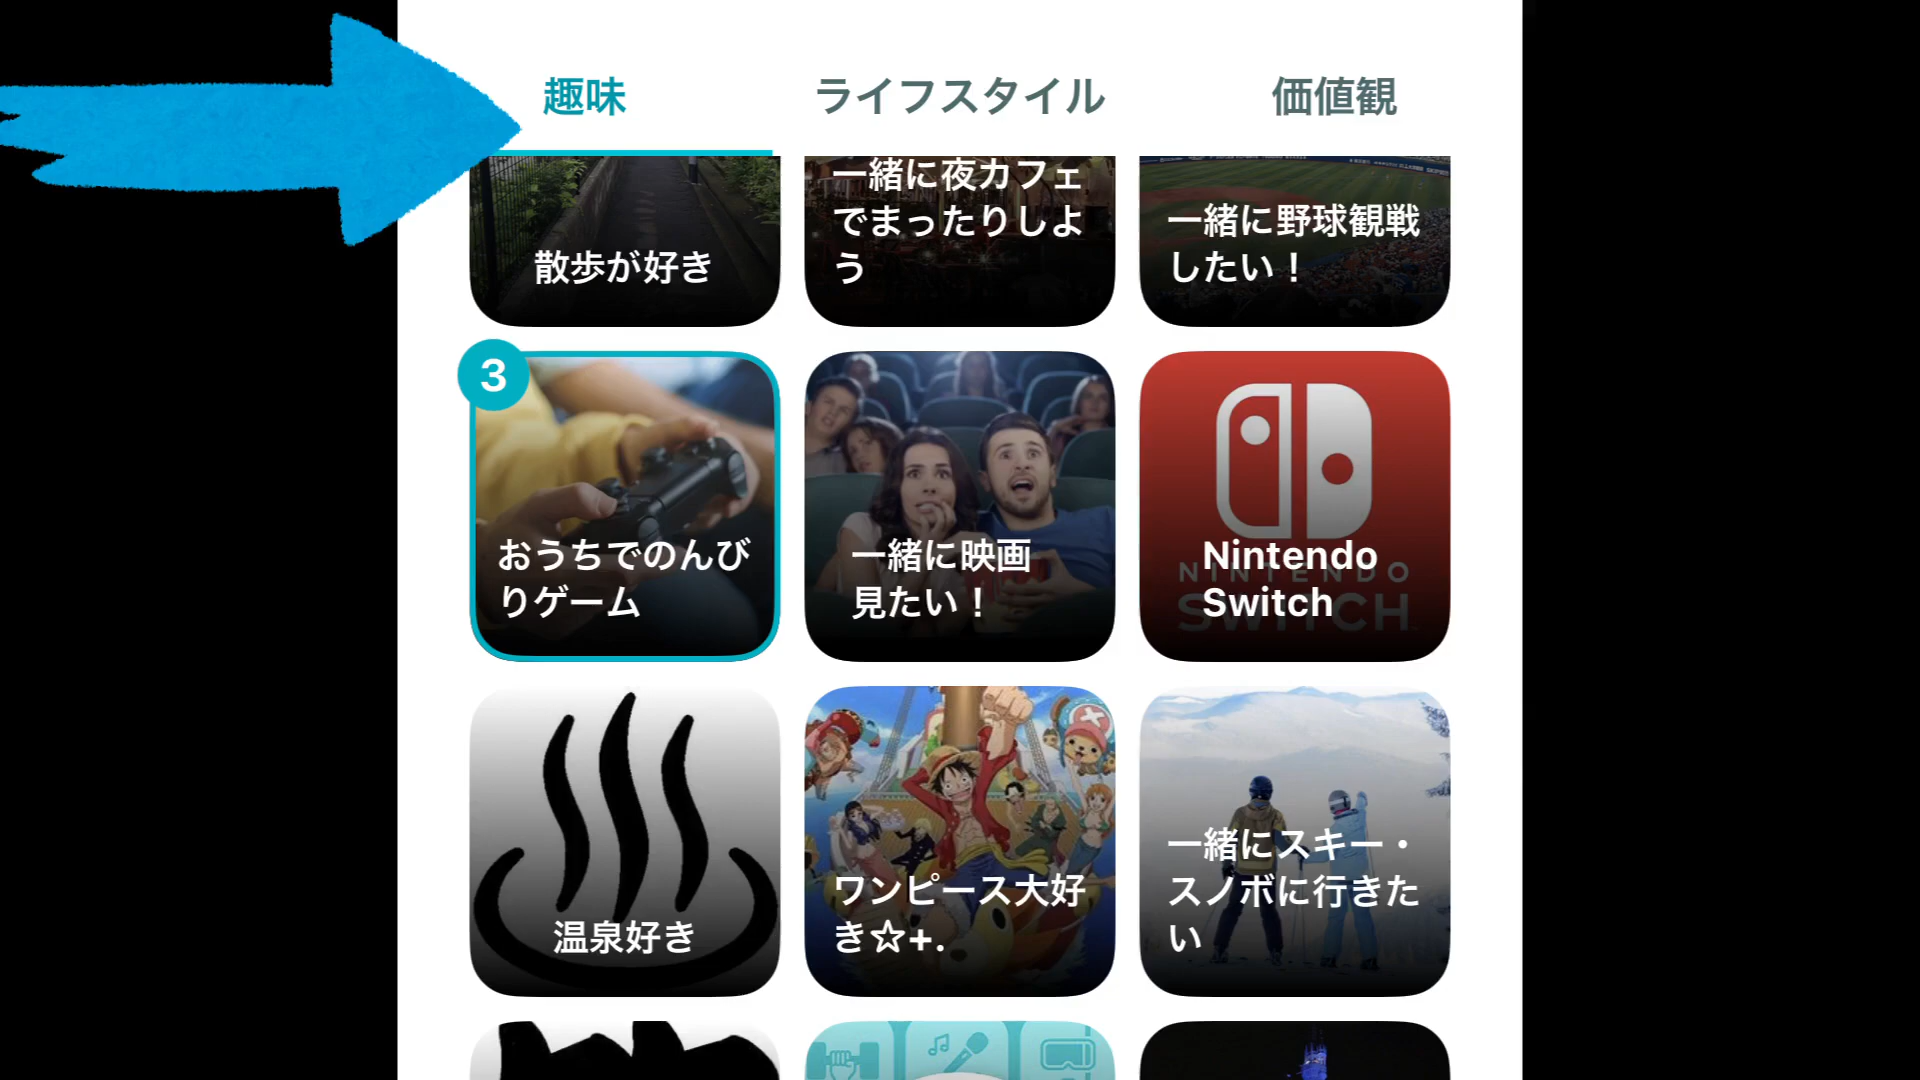 趣味
ライフスタイル
価値観
散歩が好き
一緒に夜カフェ
でまったりしよ
う
一緒に野球観戦
したい！
3
おうちでのんび
りゲーム
一緒に映画
見たい！
NINTENDO
SWITCH
Nintendo
Switch
温泉好き
ワンピース大好
き☆+.
一緒にスキー・
スノボに行きた
い